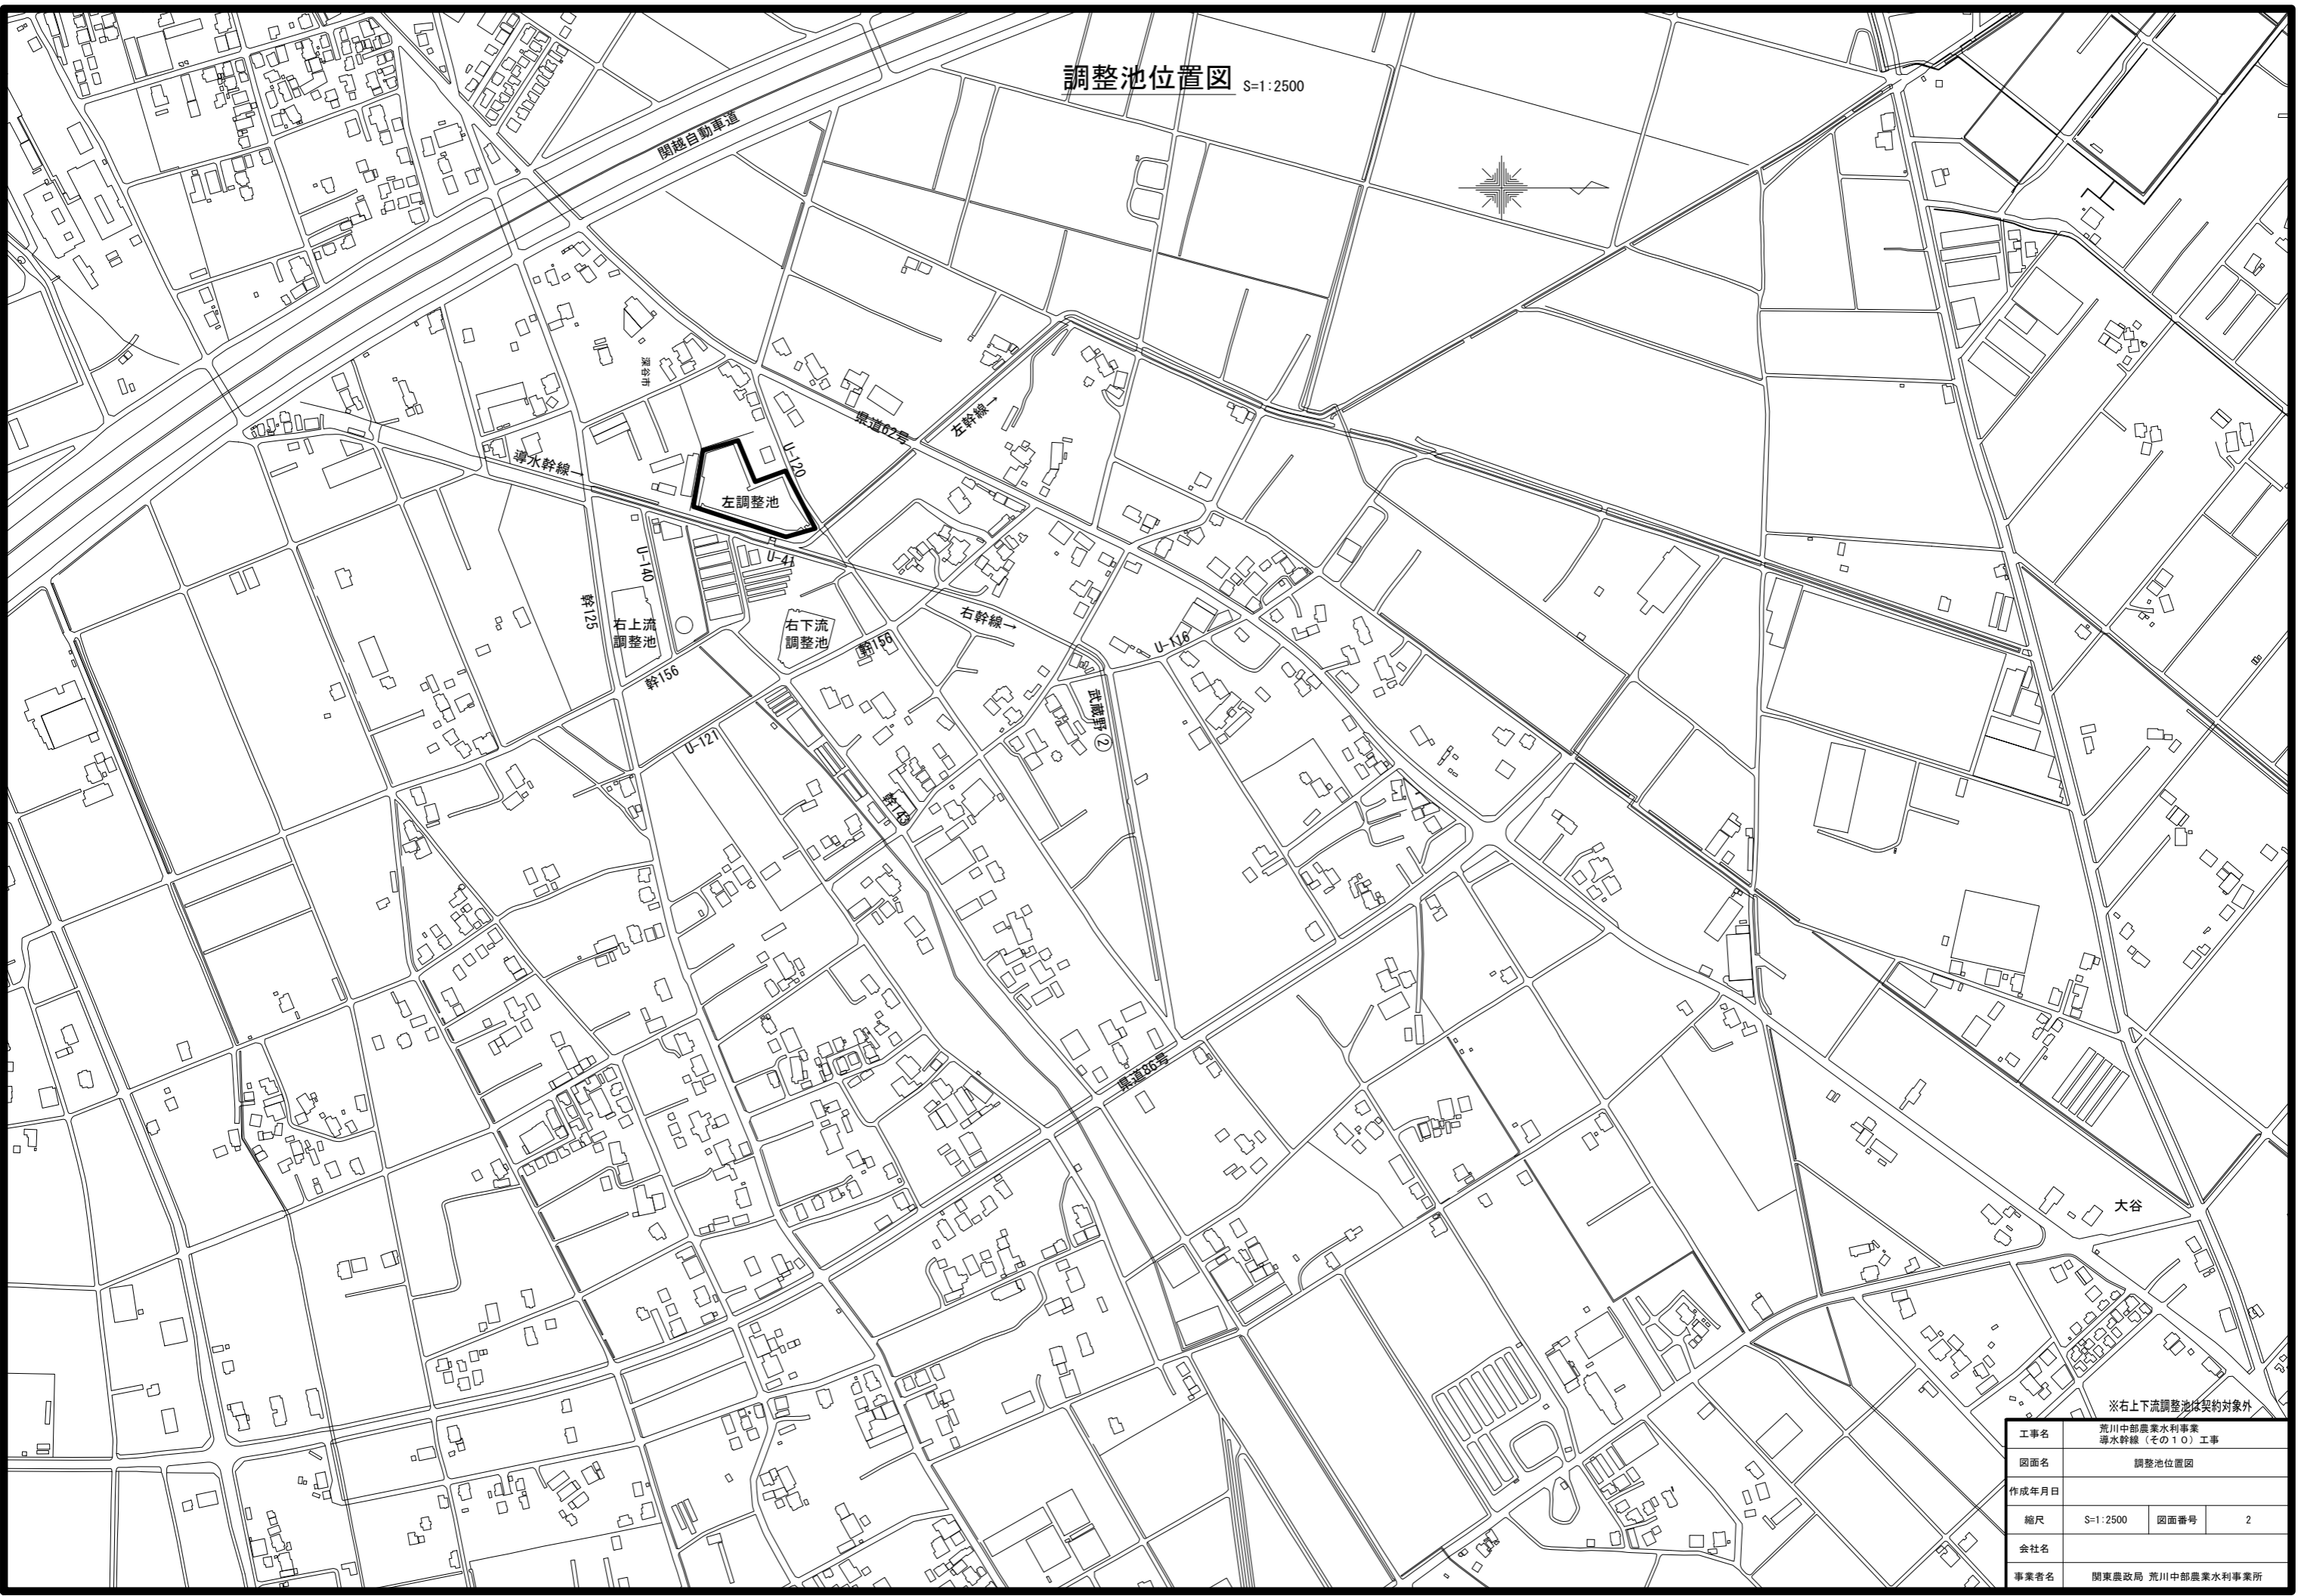 調整池位置図 S=1:2500
関越自動車道
深谷市
県道62号
左幹線→
導水幹線→
U-120
左調整池
U-41
U-140
幹125
右上流
調整池
右下流
調整池
右幹線→
幹156
幹156
U-116
武蔵野②
U-121
幹143
県道86号
大谷
※右上下流調整池は契約対象外
工事名 荒川中部農業水利事業
導水幹線(その10)工事
図面名 調整池位置図
作成年月日
縮尺 S=1:2500 図面番号 2
会社名
事業者名 関東農政局 荒川中部農業水利事業所